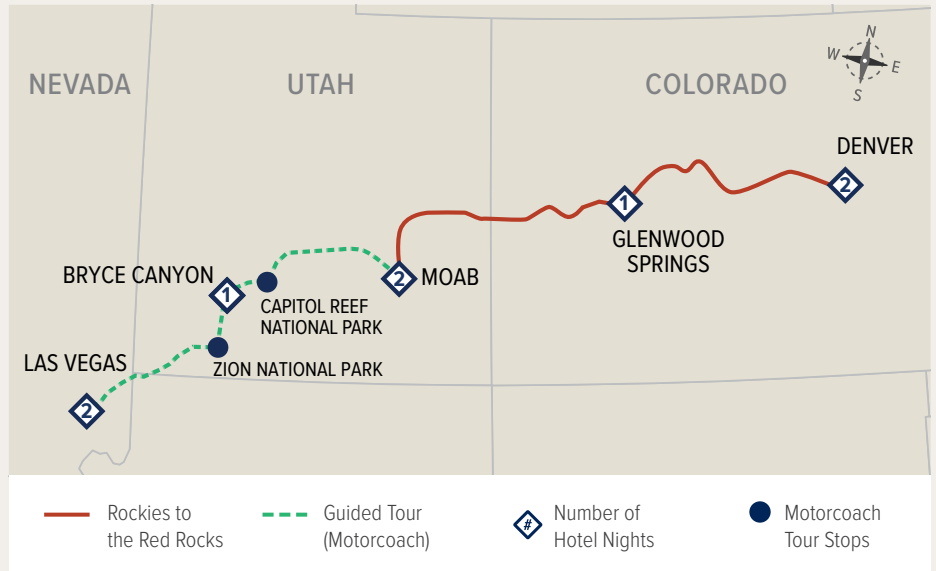 NEVADA
UTAH
COLORADO
N
W
E
S
DENVER
2
1
GLENWOOD
SPRINGS
BRYCE CANYON
1
2
MOAB
CAPITOL REEF
NATIONAL PARK
LAS VEGAS
ZION NATIONAL PARK
2
Rockies to
the Red Rocks
Guided Tour
(Motorcoach)
#
Number of
Hotel Nights
Motorcoach
Tour Stops